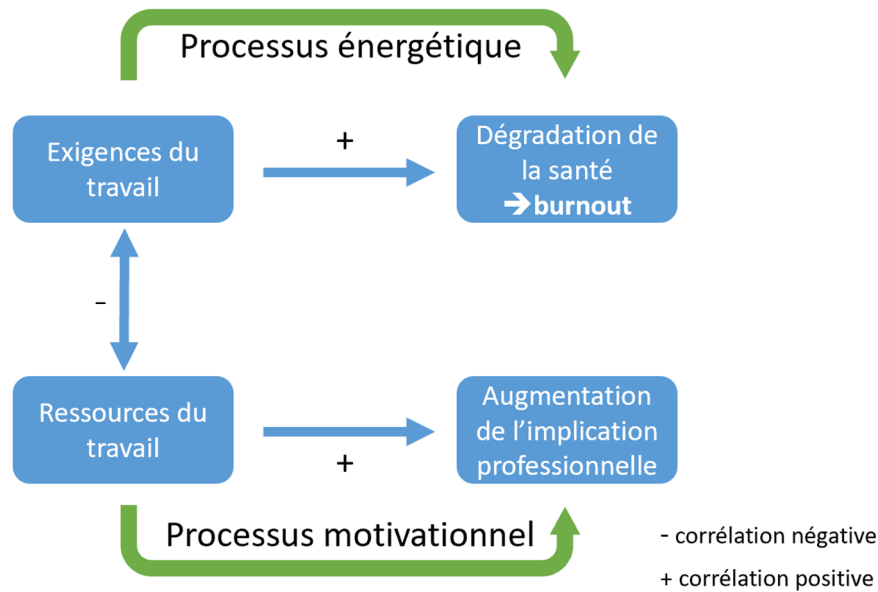 Processus énergétique
Exigences du
travail
+
Dégradation de
la santé
➔burnout
-
Ressources du
travail
+
Augmentation
de l’implication
professionnelle
Processus motivationnel
- corrélation négative
+ corrélation positive